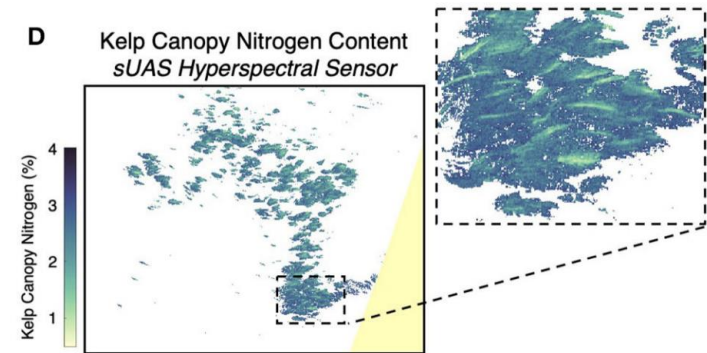 D
Kelp Canopy Nitrogen Content
sUAS Hyperspectral Sensor
Kelp Canopy Nitrogen (%)
4
3
2
1